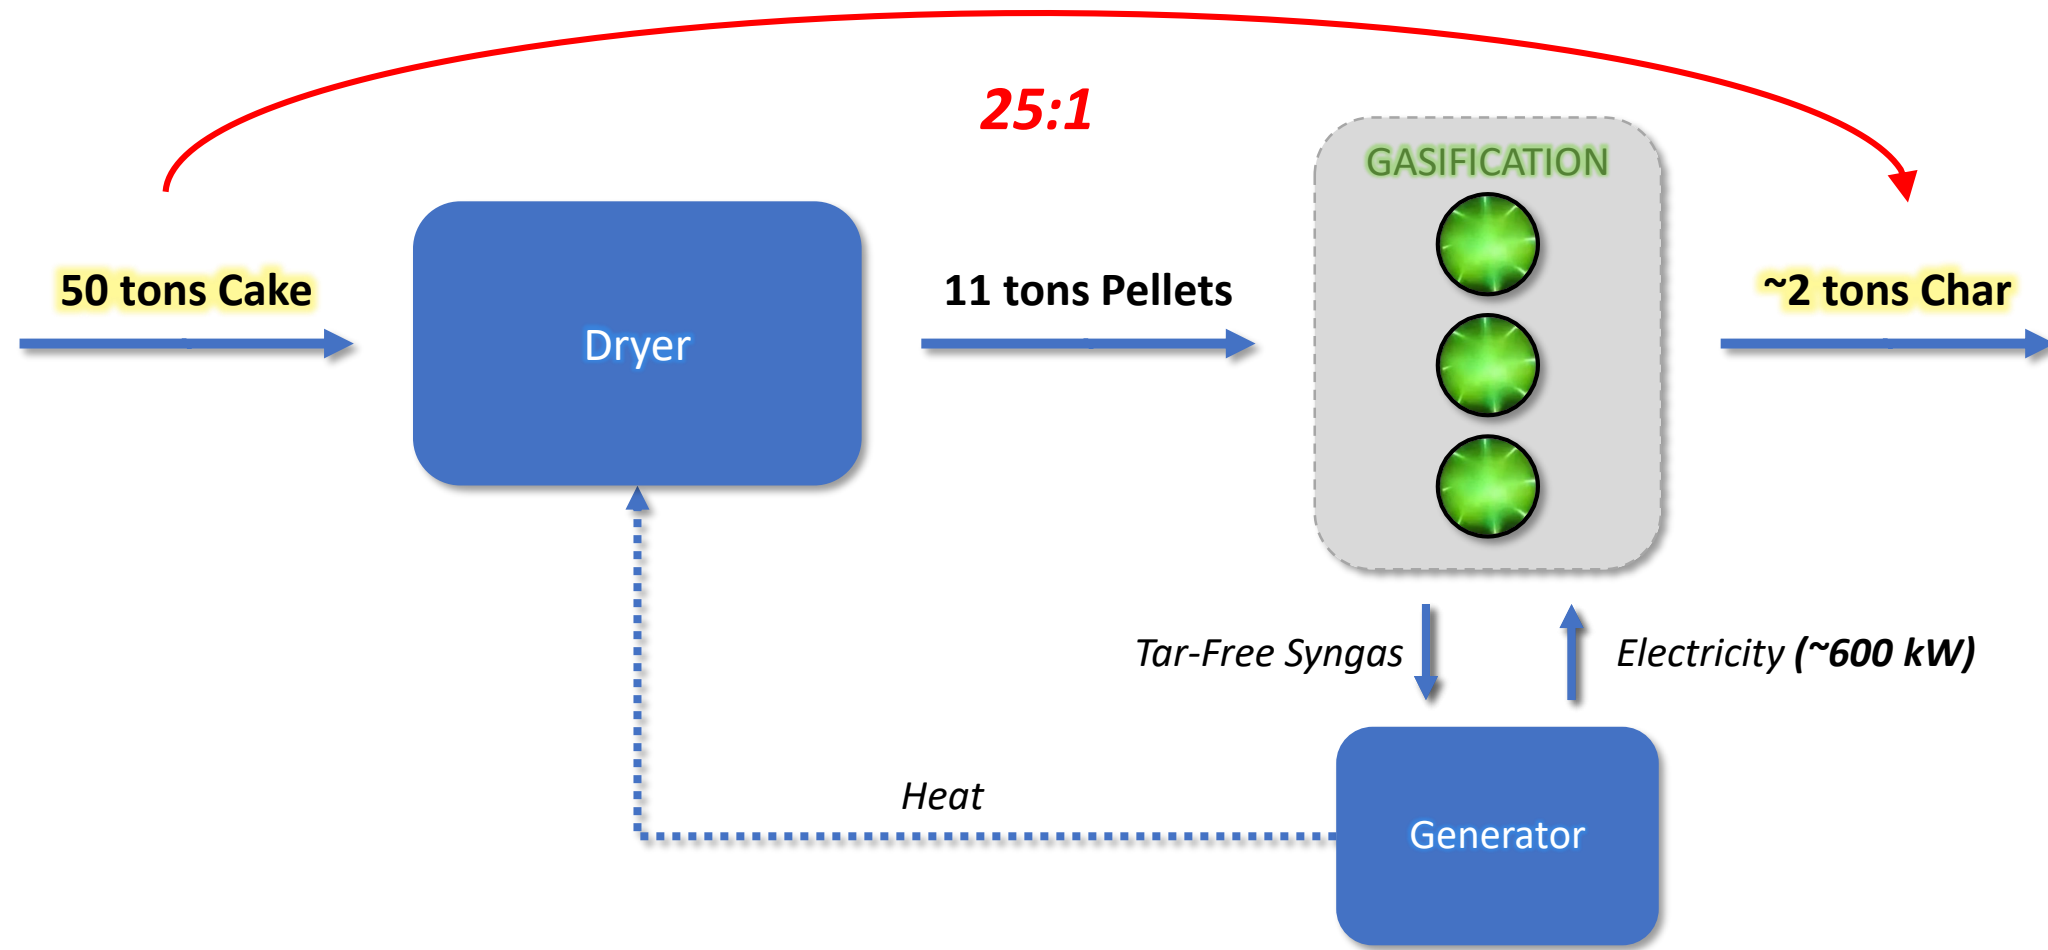 25:1
GASIFICATION
50 tons Cake
Dryer
11 tons Pellets
~2 tons Char
Tar-Free Syngas
Electricity (~600 kW)
Heat
Generator